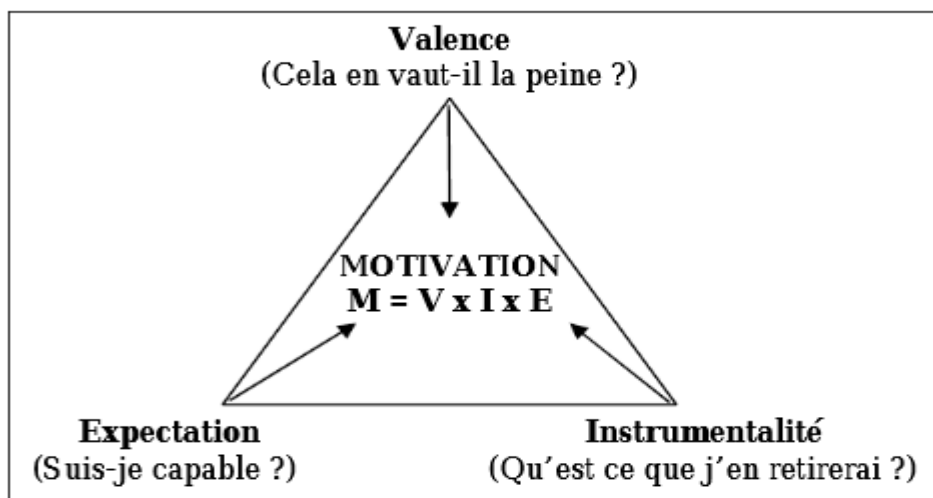 Valence
(Cela en vaut-il la peine ?)
MOTIVATION
M = V x I x E
Expectation
(Suis-je capable ?)
Instrumentalité
(Qu'est ce que j'en retirerai ?)